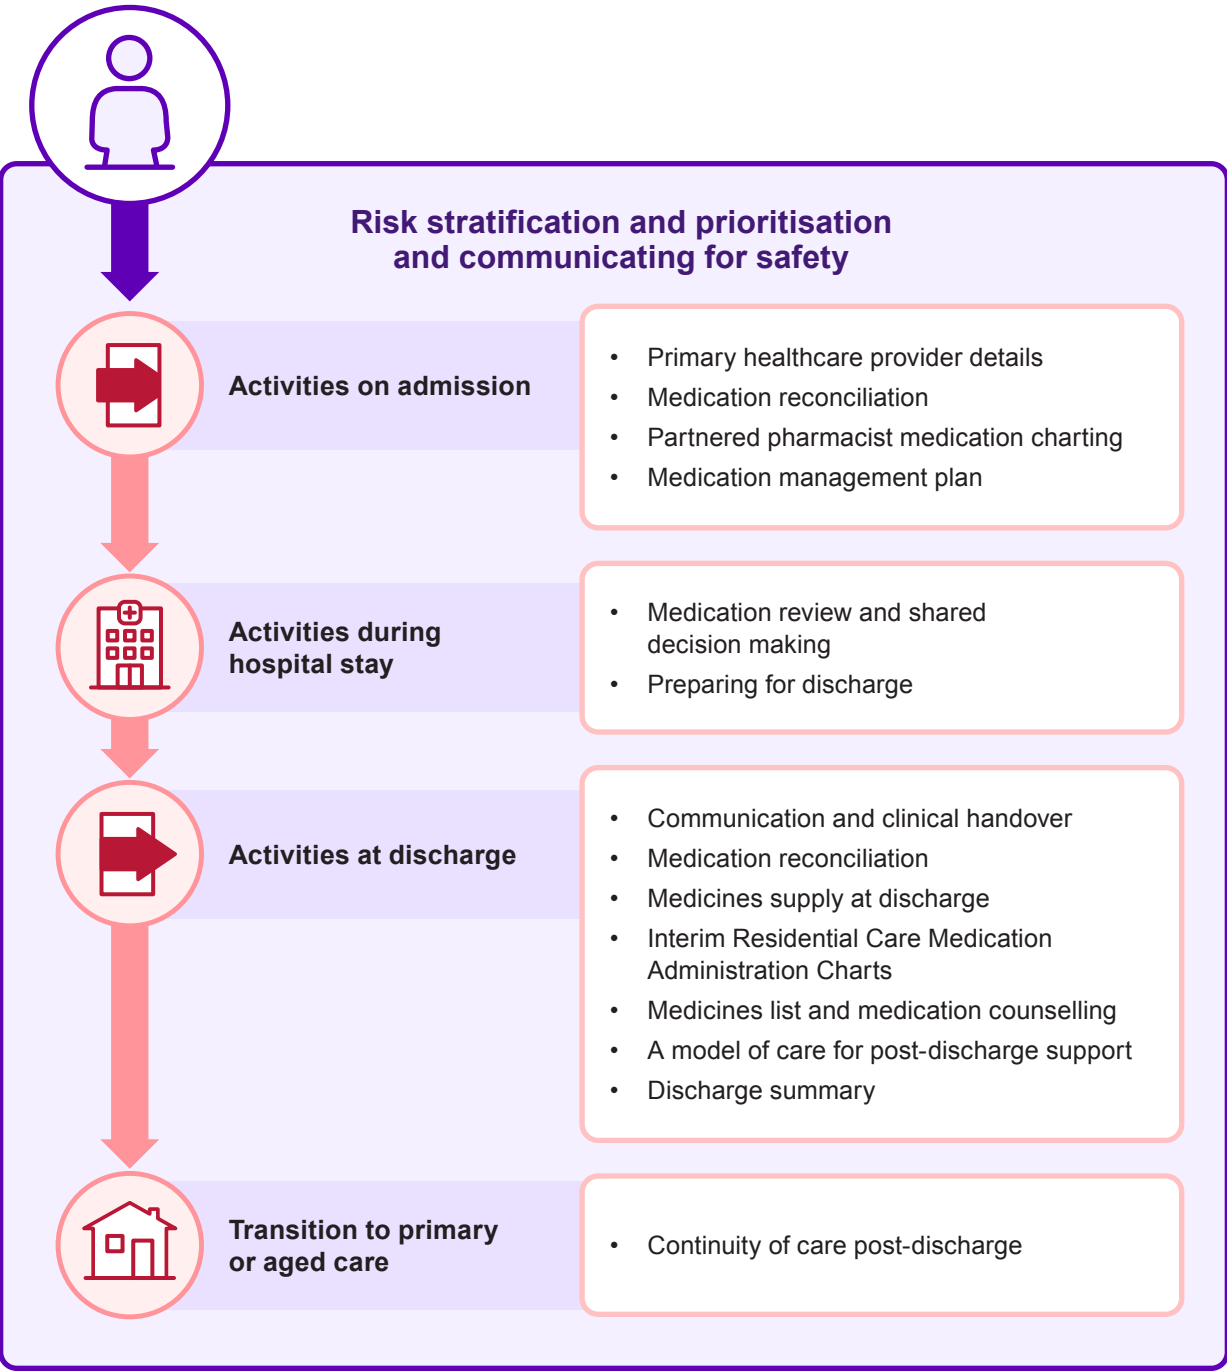 Risk stratification and prioritisation
and communicating for safety
Activities on admission
• Primary healthcare provider details
• Medication reconciliation
• Partnered pharmacist medication charting
• Medication management plan
Activities during
hospital stay
• Medication review and shared
decision making
• Preparing for discharge
Activities at discharge
• Communication and clinical handover
• Medication reconciliation
• Medicines supply at discharge
• Interim Residential Care Medication
Administration Charts
• Medicines list and medication counselling
• A model of care for post-discharge support
• Discharge summary
Transition to primary
or aged care
• Continuity of care post-discharge